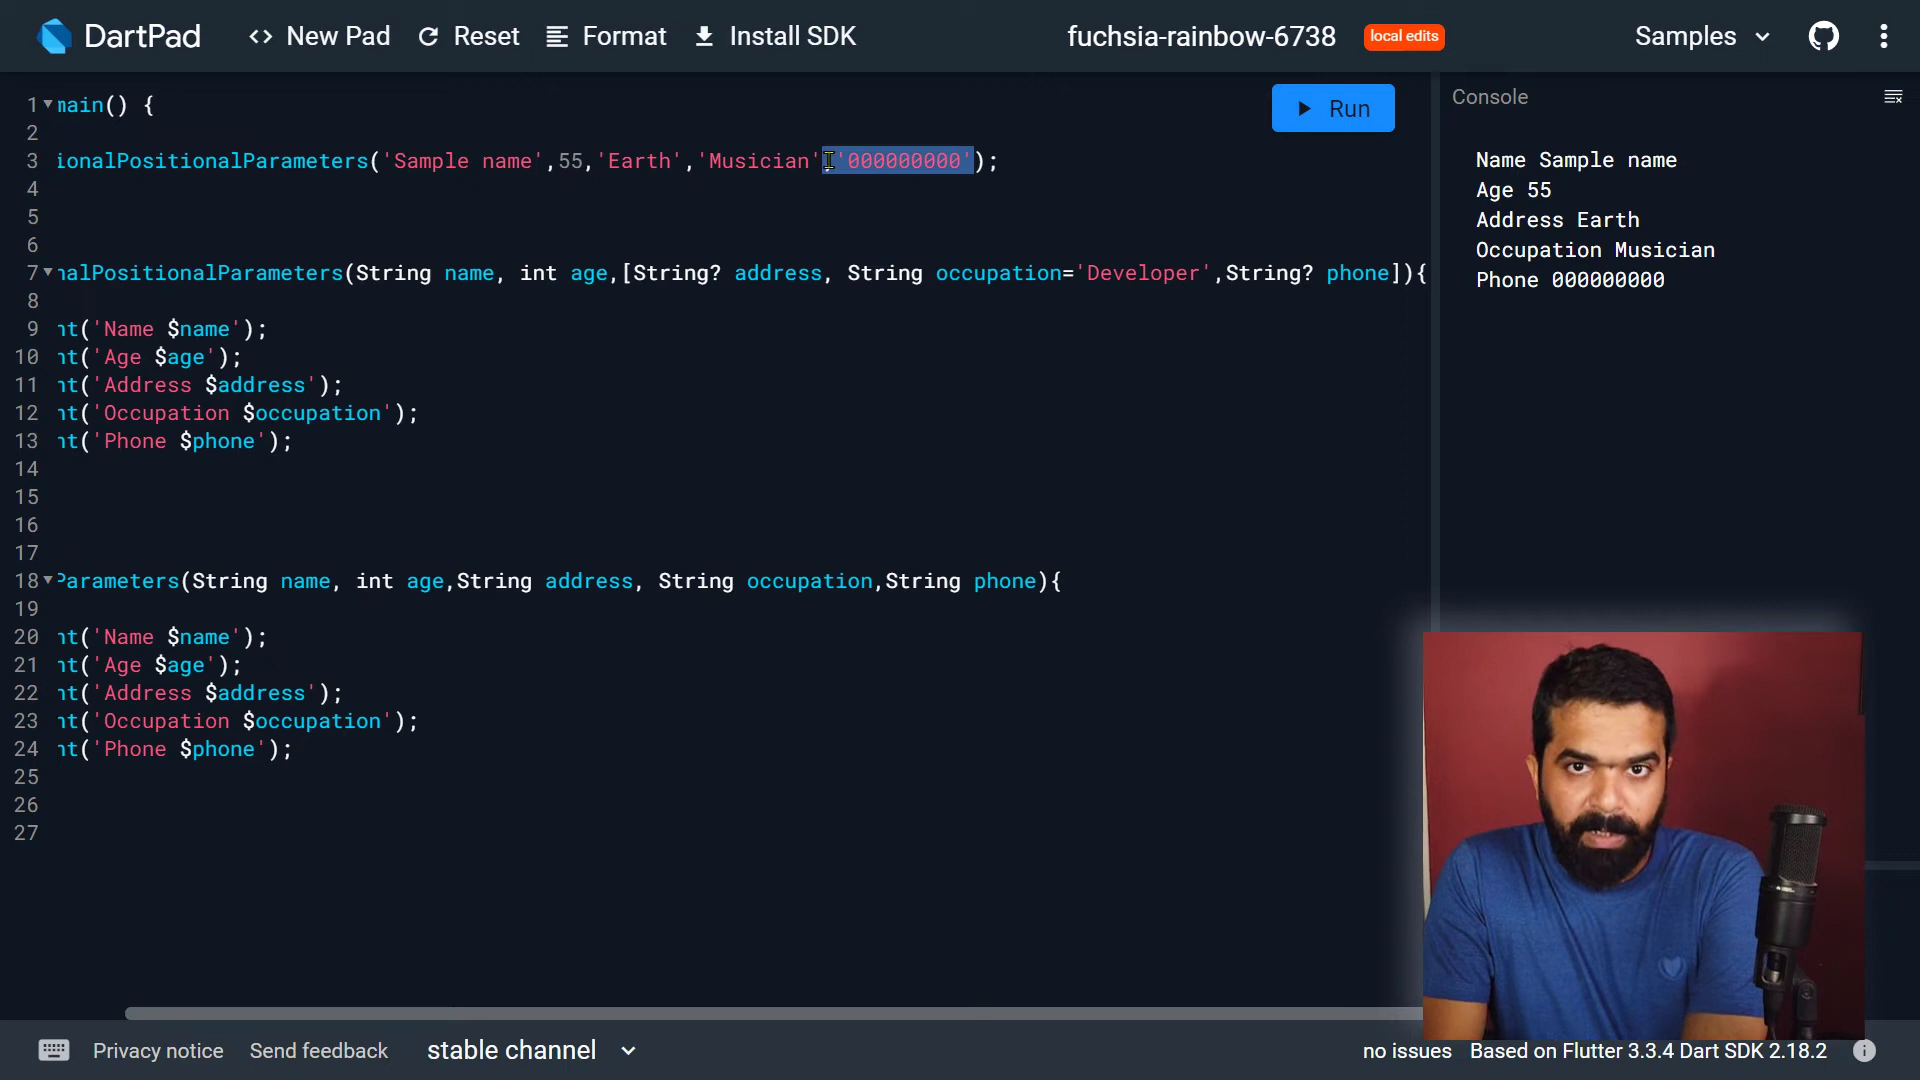 DartPad <> New Pad Reset Format Install SDK fuchsia-rainbow-6738 local edits Samples
1 main() {
2
3 ionalPositionalParameters('Sample name',55,'Earth','Musician','000000000');
4
5
6
7 nalPositionalParameters(String name, int age,[String? address, String occupation='Developer',String? phone]){
8
9 nt('Name $name');
10 nt('Age $age');
11 nt('Address $address');
12 nt('Occupation $occupation');
13 nt('Phone $phone');
14
15
16
17
18 Parameters(String name, int age,String address, String occupation,String phone){
19
20 nt('Name $name');
21 nt('Age $age');
22 nt('Address $address');
23 nt('Occupation $occupation');
24 nt('Phone $phone');
25
26
27
Run
Console
Name Sample name
Age 55
Address Earth
Occupation Musician
Phone 000000000
Privacy notice Send feedback stable channel no issues Based on Flutter 3.3.4 Dart SDK 2.18.2